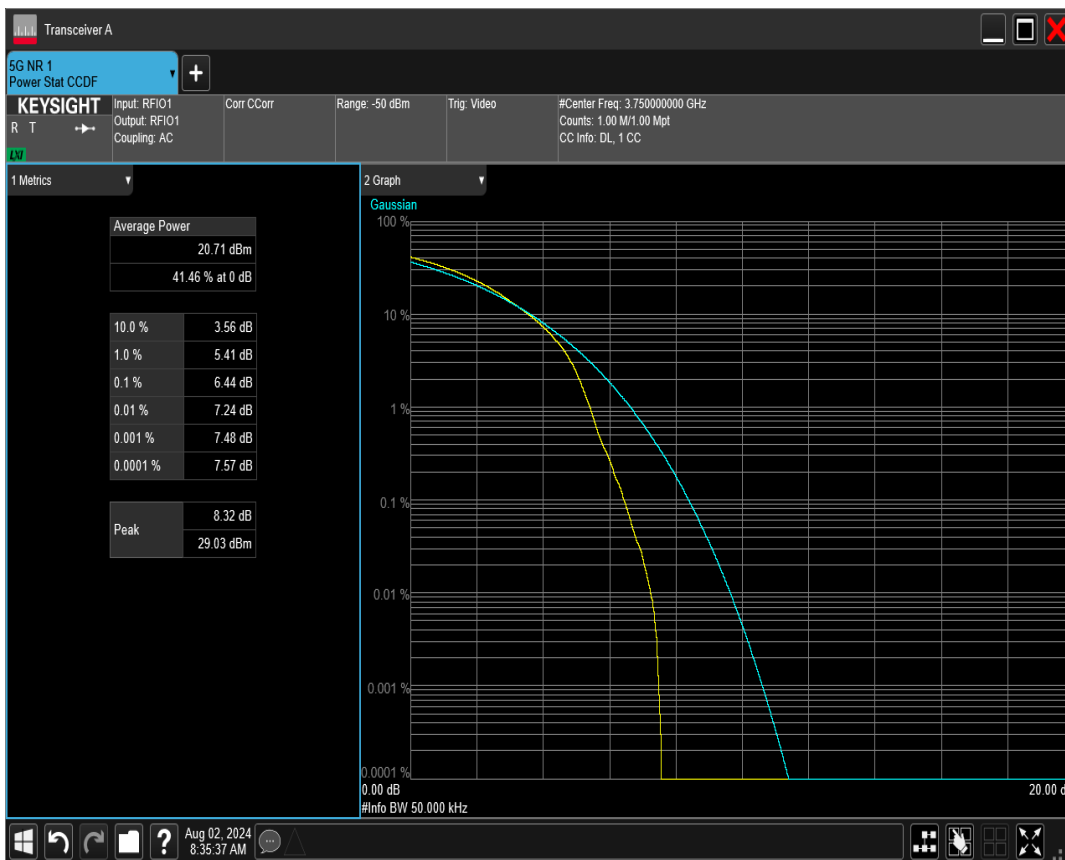 Transceiver A
5G NR 1
Power Stat CCDF
KEYSIGHT
R T
LXI
Input: RFIO1
Output: RFIO1
Coupling: AC
Corr CCorr
Range: -50 dBm
Trig: Video
#Center Freq: 3.750000000 GHz
Counts: 1.00 M/1.00 Mpt
CC Info: DL, 1 CC
1 Metrics
Average Power
20.71 dBm
41.46 % at 0 dB
10.0 % 3.56 dB
1.0 % 5.41 dB
0.1 % 6.44 dB
0.01 % 7.24 dB
0.001 % 7.48 dB
0.0001 % 7.57 dB
Peak
8.32 dB
29.03 dBm
2 Graph
Gaussian
100 %
10 %
1 %
0.1 %
0.01 %
0.001 %
0.0001 %
0.00 dB 20.00 d
#Info BW 50.000 kHz
?
Aug 02, 2024
8:35:37 AM